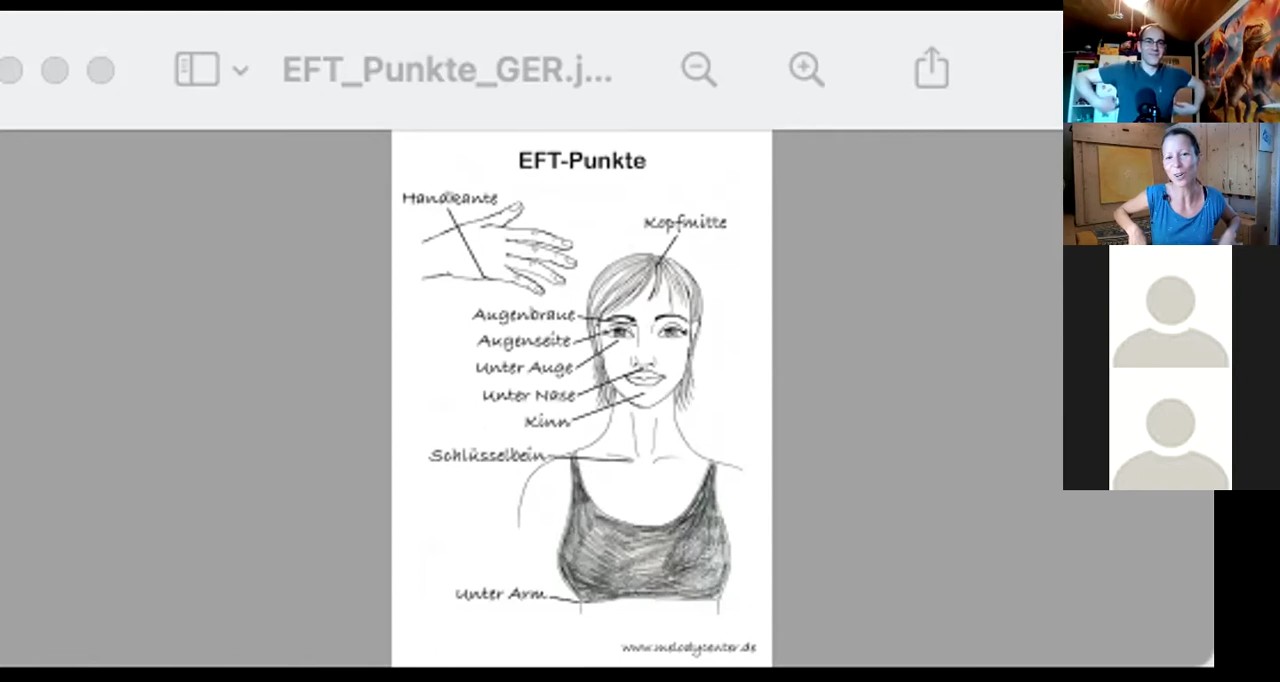 EFT_Punkte_GER.j...
EFT-Punkte
Handkante
Kopfmitte
Augenbraue
Augenseite
Unter Auge
Unter Nase
Kinn
Schlüsselbein
Unter Arm
www.melodycenter.de